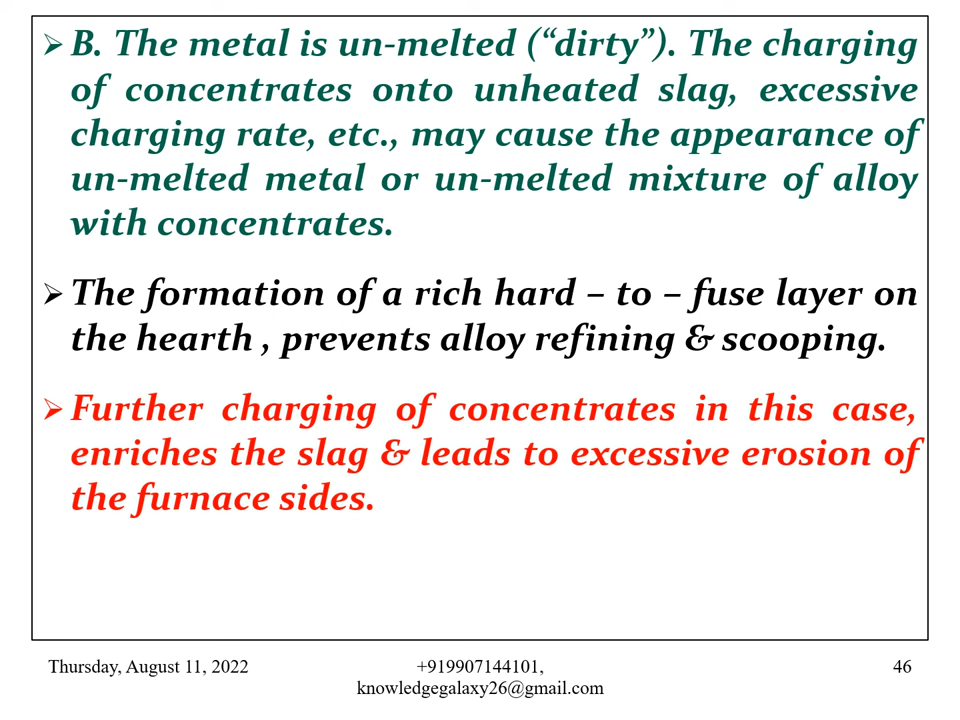 ➢ B. The metal is un-melted (“dirty”). The charging
of concentrates onto unheated slag, excessive
charging rate, etc., may cause the appearance of
un-melted metal or un-melted mixture of alloy
with concentrates.
➢ The formation of a rich hard – to – fuse layer on
the hearth , prevents alloy refining & scooping.
➢ Further charging of concentrates in this case,
enriches the slag & leads to excessive erosion of
the furnace sides.
Thursday, August 11, 2022
+919907144101,
knowledgegalaxy26@gmail.com
46